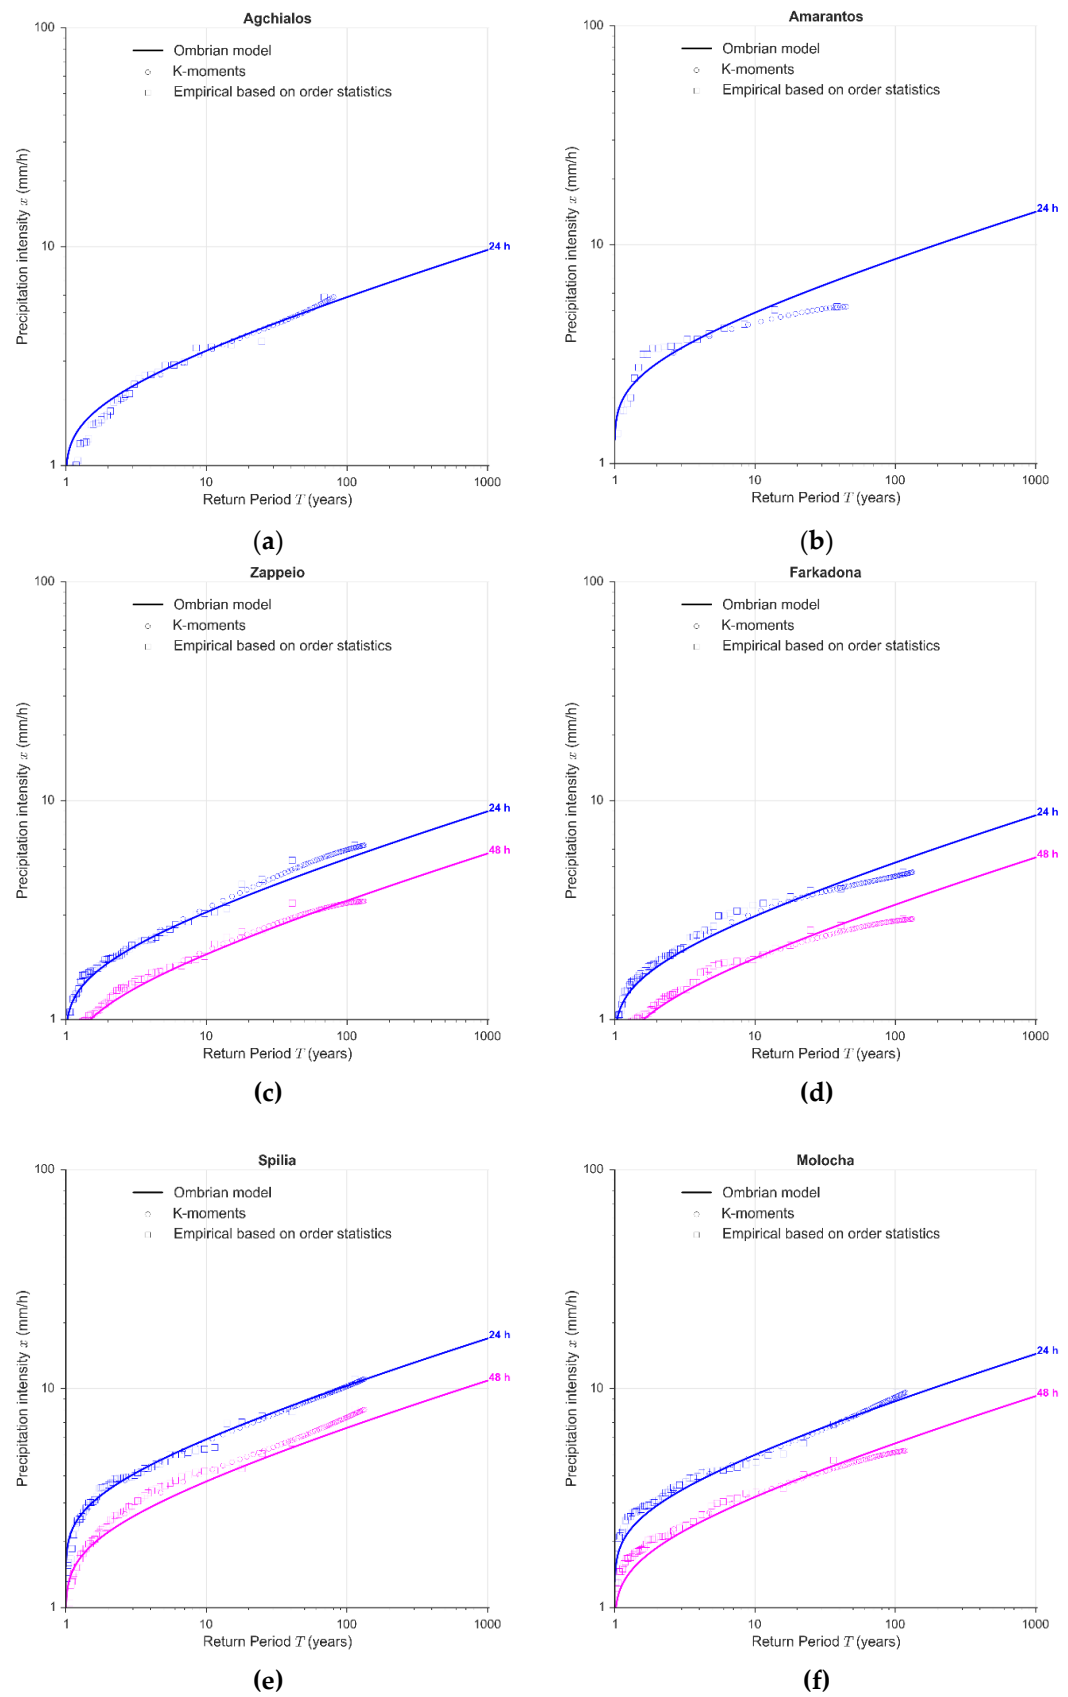 Agchialos
100
Ombrian model
K-moments
Empirical based on order statistics
Precipitation intensity x (mm/h)
10
24 h
1
1 10 100 1000
Return Period T (years)
(a)
Amarantos
100
Ombrian model
K-moments
Empirical based on order statistics
Precipitation intensity x (mm/h)
24 h
10
1
1 10 100 1000
Return Period T (years)
(b)
Zappeio
100
Ombrian model
K-moments
Empirical based on order statistics
Precipitation intensity x (mm/h)
10
24 h
48 h
1
1 10 100 1000
Return Period T (years)
(c)
Farkadona
100
Ombrian model
K-moments
Empirical based on order statistics
Precipitation intensity x (mm/h)
10
24 h
48 h
1
1 10 100 1000
Return Period T (years)
(d)
Spilia
100
Ombrian model
K-moments
Empirical based on order statistics
Precipitation intensity x (mm/h)
24 h
10
48 h
1
1 10 100 1000
Return Period T (years)
(e)
Molocha
100
Ombrian model
K-moments
Empirical based on order statistics
Precipitation intensity x (mm/h)
24 h
10
48 h
1
1 10 100 1000
Return Period T (years)
(f)